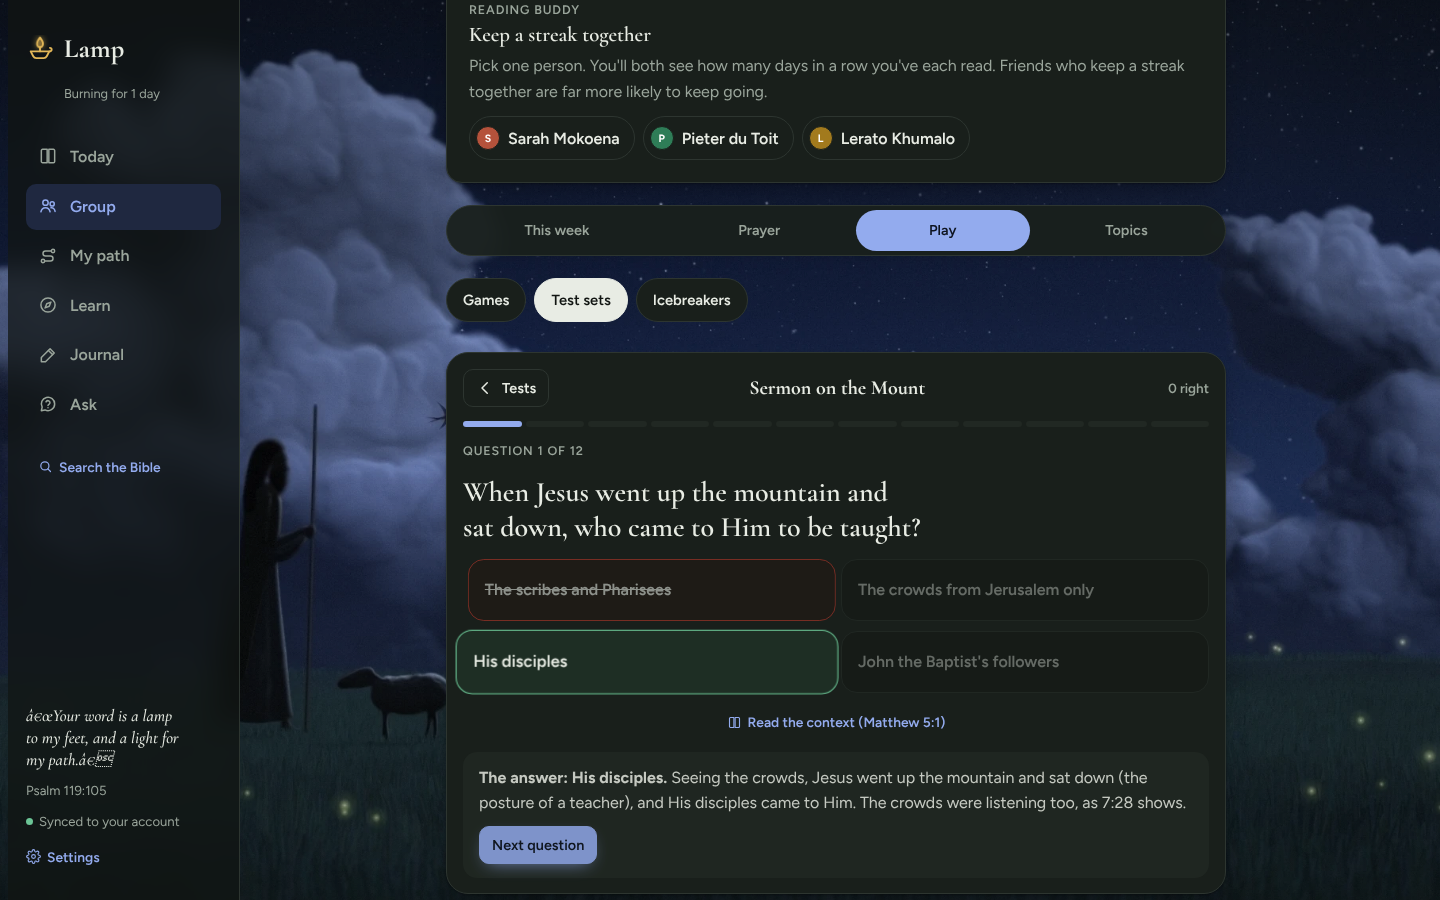 Lamp
Burning for 1 day
Today
Group
My path
Learn
Journal
Ask
Search the Bible
â€œYour word is a lamp
to my feet, and a light for
my path.â€
Psalm 119:105
Synced to your account
Settings
READING BUDDY
Keep a streak together
Pick one person. You'll both see how many days in a row you've each read. Friends who keep a streak
together are far more likely to keep going.
S Sarah Mokoena
P Pieter du Toit
L Lerato Khumalo
This week
Prayer
Play
Topics
Games
Test sets
Icebreakers
Tests
Sermon on the Mount
0 right
QUESTION 1 OF 12
When Jesus went up the mountain and
sat down, who came to Him to be taught?
The scribes and Pharisees
The crowds from Jerusalem only
His disciples
John the Baptist's followers
Read the context (Matthew 5:1)
The answer: His disciples. Seeing the crowds, Jesus went up the mountain and sat down (the
posture of a teacher), and His disciples came to Him. The crowds were listening too, as 7:28 shows.
Next question